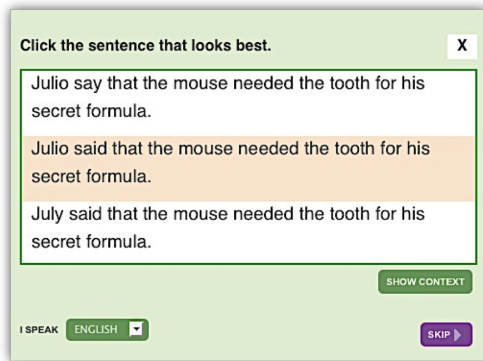 Click the sentence that looks best.
X
Julio say that the mouse needed the tooth for his
secret formula.
Julio said that the mouse needed the tooth for his
secret formula.
July said that the mouse needed the tooth for his
secret formula.
SHOW CONTEXT
I SPEAK
ENGLISH
SKIP